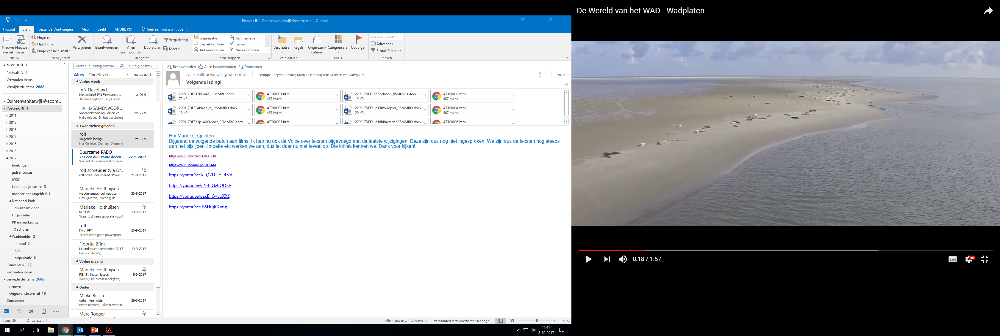 Postvak IN - QuintenvanKatwijk@ecomare.nl - Outlook
Bestand
Start
Verzenden/ontvangen
Map
Beeld
ADOBE PDF
Geef aan wat u wilt doen...
Nieuwe e-mail
Nieuwe items
Nieuw
Negeren
Opschonen
Ongewenste e-mail
Verwijderen
Verwijderen
Beantwoorden
Allen beantwoorden
Doorsturen
Vergadering
Meer
Reageren
organisatie
E-mail aan team
Antwoorden en...
Aan manager
Gereed
Nieuwe maken
Snelle stappen
Verplaatsen
Regels
Verplaatsen
Ongelezen/ gelezen
Categoriseren
Opvolgen
Labels
Personen zoeken
Adresboek
E-mail filteren
Zoeken
Favorieten
Postvak IN 1
Verzonden items
Verwijderde items 2688
QuintenvanKatwijk@ecom...
Postvak IN 1
2011
2012
2013
2014
2015
2016
2017
boekingen
gidsencursus
IWSS
Leren doe je samen 3
mooiste natuurgebied 1
Nationaal Park
duurzaam door
Organisatie
PR en marketing
TX scholen
Waddenfilm 2
inhoud 2
nibi
organisatie 6
Concepten [177]
Verzonden items
Verwijderde items 2688
nieuwe
Ongewenste e-mail 19
Concepten
Zoeken in Huidig postvak ...
Huidig postvak
Alles Ongelezen
Nieuwste
Vorige week
IVN Flevoland
Nieuwsbrief IVN Flevoland, s... vr 29-9
Almere krijgt een Tiny Forest,
HVHL-SAMENVOOR...
vooraankondiging Samen vo... wo 27-9
Hallo relatie, Bij het versturen
Twee weken geleden
rolf
Volgende lading! zo 24-9
Hoi Marieke, Quinten Bijgaand
Duurzame PABO
Zet een duurzame docen... 22-9-2017
Wie zet duurzaamheid op jouw
rolf schreuder (via Dr...
rolf schreuder shared "Powe... 21-9-2017
Marieke Holthuijsen
waddenzeeschool website 20-9-2017
Hey Quinten, Weet jij de
Marieke Holthuijsen
RE: PPT 20-9-2017
Waar is dit een template voor?
rolf
Fwd: PPT 20-9-2017
Ik heb even geen powerpoint.
Floortje Zijm
Maandbericht september 2017 19-9-2017
Beste collega's,
Vorige maand
Marieke Holthuijsen
RE: 5 minuten lessen 5-9-2017
Willen jullie alvast meekijken,
Ouder
Mieke Busch
datum teamuitje 29-8-2017
Beste mensen, Alvast voor in
Marc Roeper
Beantwoorden Allen beantwoorden Doorsturen
rolf <rolfbureauq@gmail.com>
Philippe | Seymour Films; Marieke Holthuijsen; Quinten van Katwijk
12
zo 24-9
Volgende lading!
220917DEF12bPlaat_RSMMRO.docx
78 KB
ATT00001.htm
467 bytes
220917DEF15bZeehond_RSMMRO.docx
19 KB
ATT00002.htm
467 bytes
220917DEF24bKonijn_ RSMMRO.docx
16 KB
ATT00003.htm
467 bytes
220917DEFclip13bWadpier_RSMMRO.docx
20 KB
ATT00004.htm
467 bytes
220917DEFclip14bKanoet_RSMMRO.docx
ATT00005.htm
220917DEFclip16bBacteriënRSMMRO.docx
ATT00006.htm
Hoi Marieke, Quinten
Bijgaand de volgende batch aan films. Ik heb nu ook de Voice over teksten bijgevoegd met de laatste wijzigingen. Deze zijn dus nog niet ingesproken. We zijn dus de teksten nog steeds
aan het bijslijpen. Intoatie etc werken we aan, dus let daar nu niet teveel op. Die kritiek kennen we. Dank voor kijken!
https://youtu.be/13um4MQJIG0
https://youtu.be/6mTph3JCU-M
https://youtu.be/X_Q7DLY_4Vo
https://youtu.be/CY3_Gz0ODzE
https://youtu.be/pskE_fywgXM
https://youtu.be/jE6H0jkKoug
Items: 89
Ongelezen: 1
Alle mappen zijn bijgewerkt.
Verbonden met: Microsoft Exchange
100 %
11:41
2-10-2017
De Wereld van het WAD - Wadplaten
0:18 / 1:57
HD